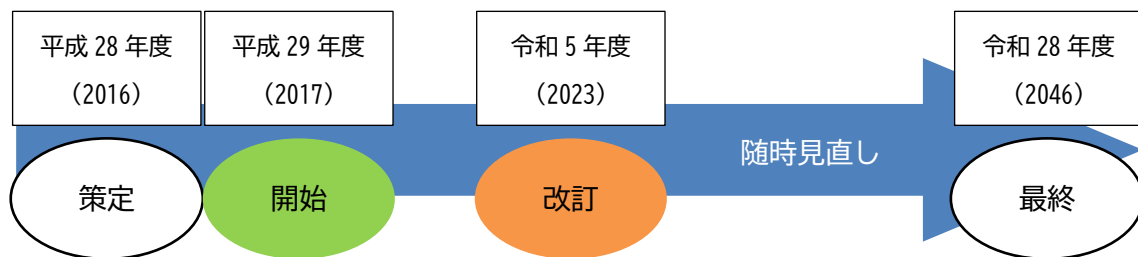 平成 28 年度
（2016）
平成 29 年度
（2017）
令和 5 年度
（2023）
令和 28 年度
（2046）
随時見直し
策定
開始
改訂
最終